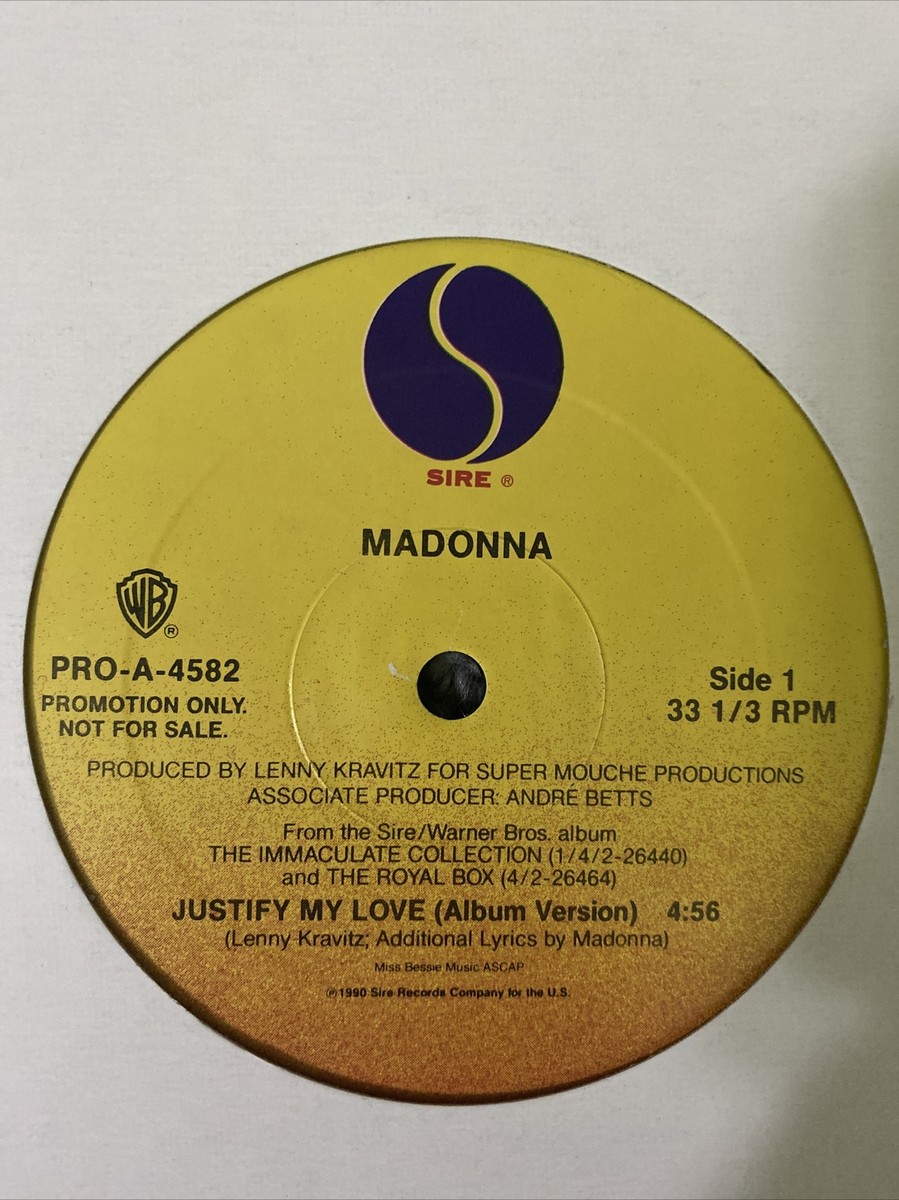 SIRE ®
MADONNA
WB ®
PRO-A-4582
PROMOTION ONLY.
NOT FOR SALE.
Side 1
33 1/3 RPM
PRODUCED BY LENNY KRAVITZ FOR SUPER MOUCHE PRODUCTIONS
ASSOCIATE PRODUCER: ANDRÉ BETTS
From the Sire/Warner Bros. album
THE IMMACULATE COLLECTION (1/4/2-26440)
and THE ROYAL BOX (4/2-26464)
JUSTIFY MY LOVE (Album Version) 4:56
(Lenny Kravitz; Additional Lyrics by Madonna)
Miss Bessie Music ASCAP
℗1990 Sire Records Company for the U.S.